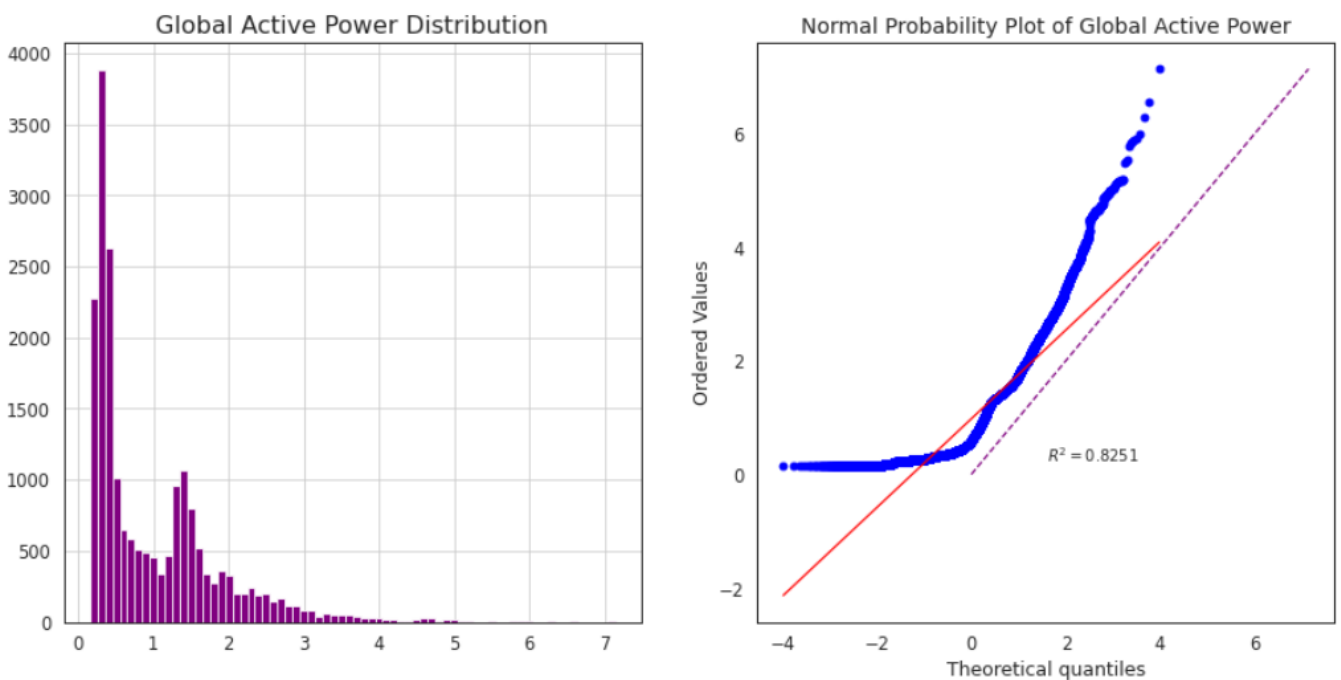 Global Active Power Distribution
4000
3500
3000
2500
2000
1500
1000
500
0
0 1 2 3 4 5 6 7
Normal Probability Plot of Global Active Power
Ordered Values
6
4
2
0
−2
R² = 0.8251
−4 −2 0 2 4 6
Theoretical quantiles